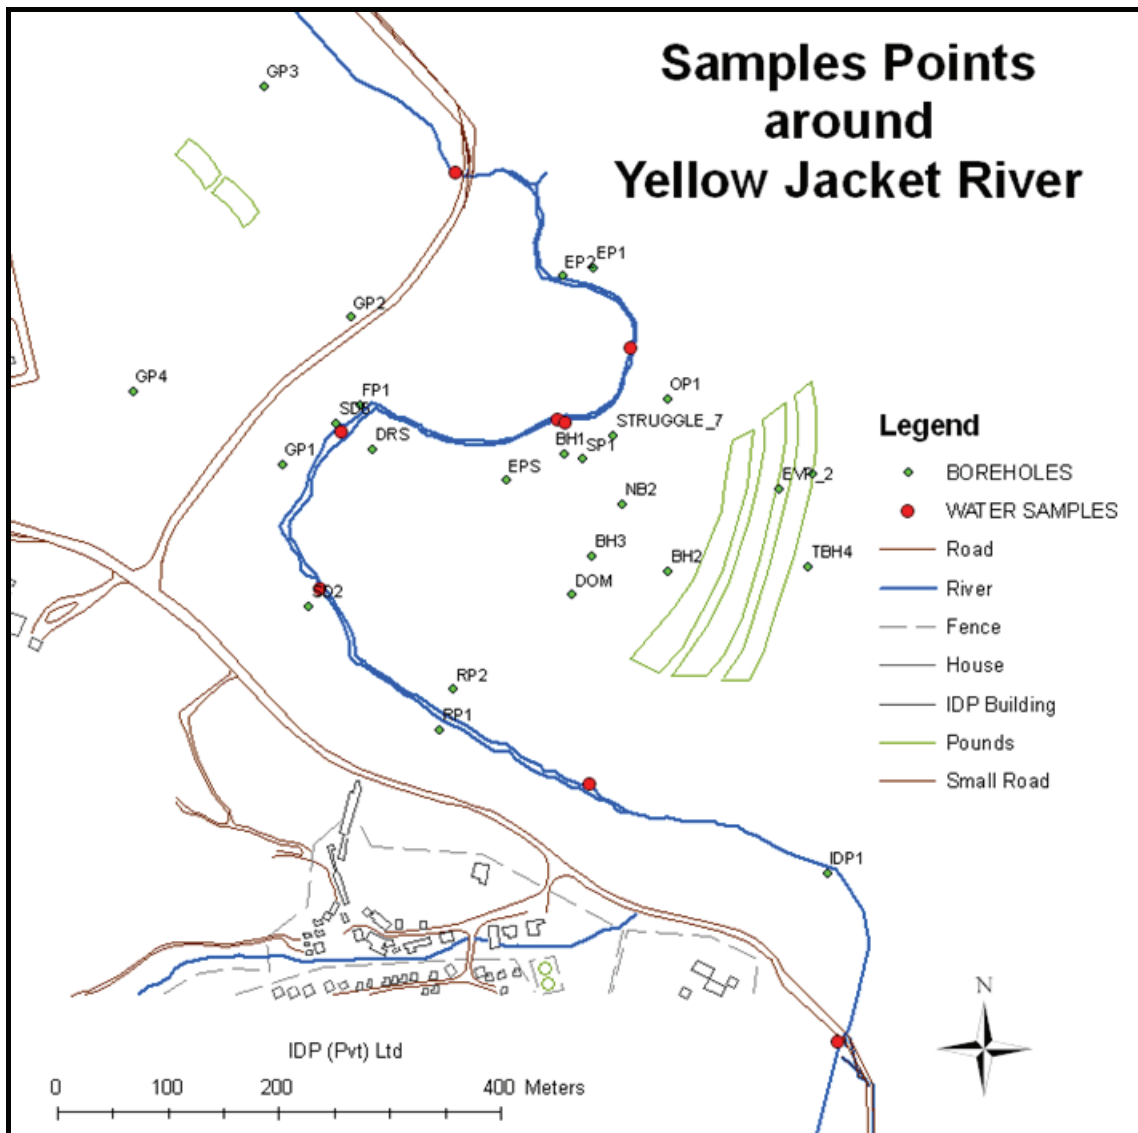 Samples Points
around
Yellow Jacket River
GP3
EP1
EP2
GP2
GP4
FP1
OP1
STRUGGLE_7
DRS
GP1
BH1
SP1
EPS
EVP_2
NB2
BH3
BH2
TBH4
DOM
SD2
RP2
RP1
IDP1
Legend
BOREHOLES
WATER SAMPLES
Road
River
Fence
House
IDP Building
Pounds
Small Road
N
IDP (Pvt) Ltd
0 100 200 400 Meters